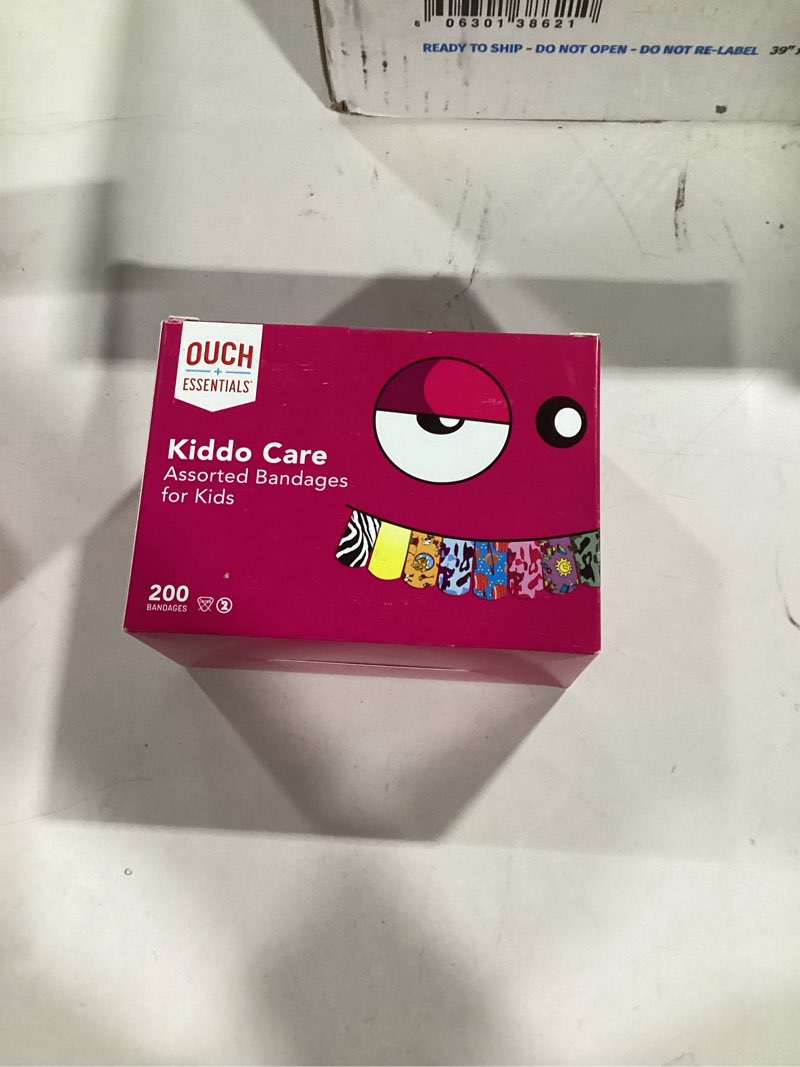 6 06301 38621
READY TO SHIP - DO NOT OPEN - DO NOT RE-LABEL 39"
OUCH
+
ESSENTIALS
Kiddo Care
Assorted Bandages
for Kids
200
BANDAGES
2